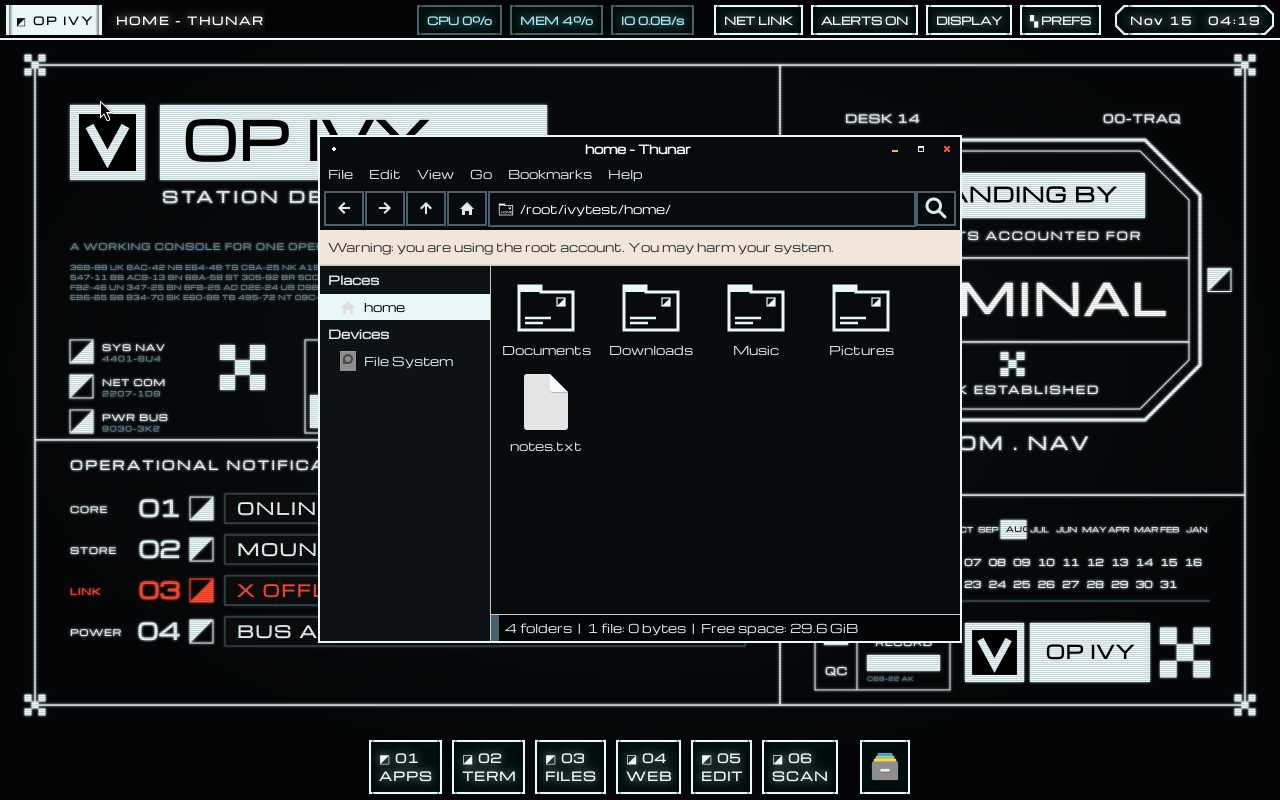 OP IVY
HOME - THUNAR
CPU 0%
MEM 4%
IO 0.0B/s
NET LINK
ALERTS ON
DISPLAY
PREFS
Nov 15 04:19
OP IVY
STATION DE
A WORKING CONSOLE FOR ONE OPE
SYS NAV
4401-SU4
NET COM
2207-1D9
PWR BUS
9030-3K2
OPERATIONAL NOTIFICA
CORE 01 ONLIN
STORE 02 MOUN
LINK 03 X OFFL
POWER 04 BUS A
home - Thunar
File Edit View Go Bookmarks Help
/root/ivytest/home/
Warning: you are using the root account. You may harm your system.
Places
home
Devices
File System
Documents Downloads Music Pictures
notes.txt
4 folders | 1 file: 0 bytes | Free space: 29.6 GiB
DESK 14 00-TRAQ
ANDING BY
TS ACCOUNTED FOR
MINAL
K ESTABLISHED
OM . NAV
CT SEP AUG JUL JUN MAY APR MAR FEB JAN
07 08 09 10 11 12 13 14 15 16
23 24 25 26 27 28 29 30 31
RECORD
QC
C89-22 AK
OP IVY
01 APPS
02 TERM
03 FILES
04 WEB
05 EDIT
06 SCAN